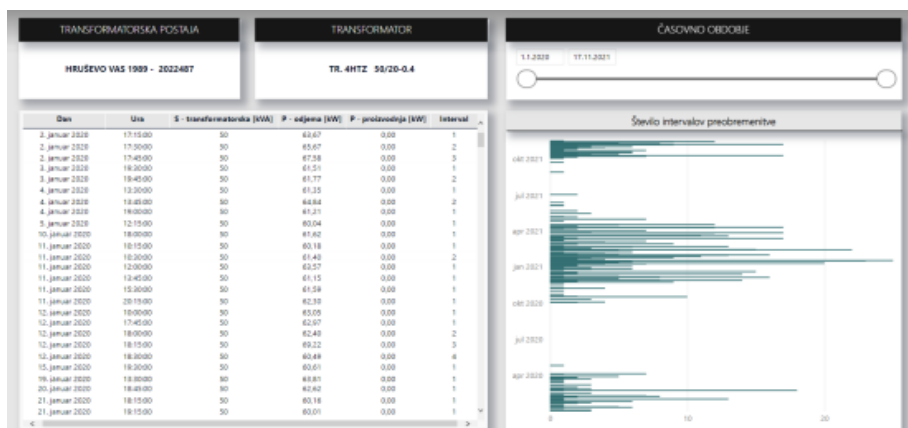 TRANSFORMATORSKA POSTAJA
TRANSFORMATOR
ČASOVNO OBDOBJE
HRUŠEVO VAS 1989 - 2022487
TR. 4HTZ 50/20-0.4
1.1.2020 17.11.2021
Dan Ura S - transformatorska [kVA] P - odjema [kW] P - proizvodnja [kW] Interval
2. januar 2020 17:15:00 50 63,67 0,00 1
2. januar 2020 17:30:00 50 65,67 0,00 2
2. januar 2020 17:45:00 50 67,58 0,00 3
3. januar 2020 19:30:00 50 61,51 0,00 1
3. januar 2020 19:45:00 50 61,77 0,00 2
4. januar 2020 13:30:00 50 61,35 0,00 1
4. januar 2020 13:45:00 50 64,84 0,00 2
4. januar 2020 19:00:00 50 61,21 0,00 1
5. januar 2020 12:15:00 50 60,04 0,00 1
10. januar 2020 18:00:00 50 61,62 0,00 1
11. januar 2020 10:15:00 50 60,18 0,00 1
11. januar 2020 10:30:00 50 61,40 0,00 2
11. januar 2020 12:00:00 50 63,57 0,00 1
11. januar 2020 13:45:00 50 61,15 0,00 1
11. januar 2020 15:30:00 50 61,59 0,00 1
11. januar 2020 20:15:00 50 62,30 0,00 1
12. januar 2020 10:00:00 50 65,05 0,00 1
12. januar 2020 17:45:00 50 62,97 0,00 1
12. januar 2020 18:00:00 50 62,40 0,00 2
12. januar 2020 18:15:00 50 69,22 0,00 3
12. januar 2020 18:30:00 50 60,49 0,00 4
15. januar 2020 19:30:00 50 60,61 0,00 1
19. januar 2020 13:30:00 50 63,81 0,00 1
20. januar 2020 18:45:00 50 62,62 0,00 1
21. januar 2020 18:15:00 50 60,18 0,00 1
21. januar 2020 19:15:00 50 60,01 0,00 1
Število intervalov preobremenitve
okt 2021
jul 2021
apr 2021
jan 2021
okt 2020
jul 2020
apr 2020
0 10 20